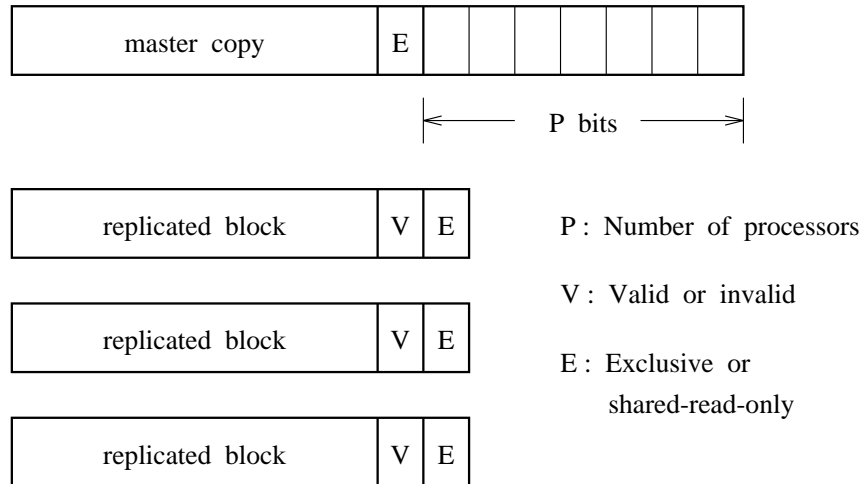 master copy E
P bits
replicated block V E
P : Number of processors
replicated block V E
V : Valid or invalid
replicated block V E
E : Exclusive or
shared-read-only